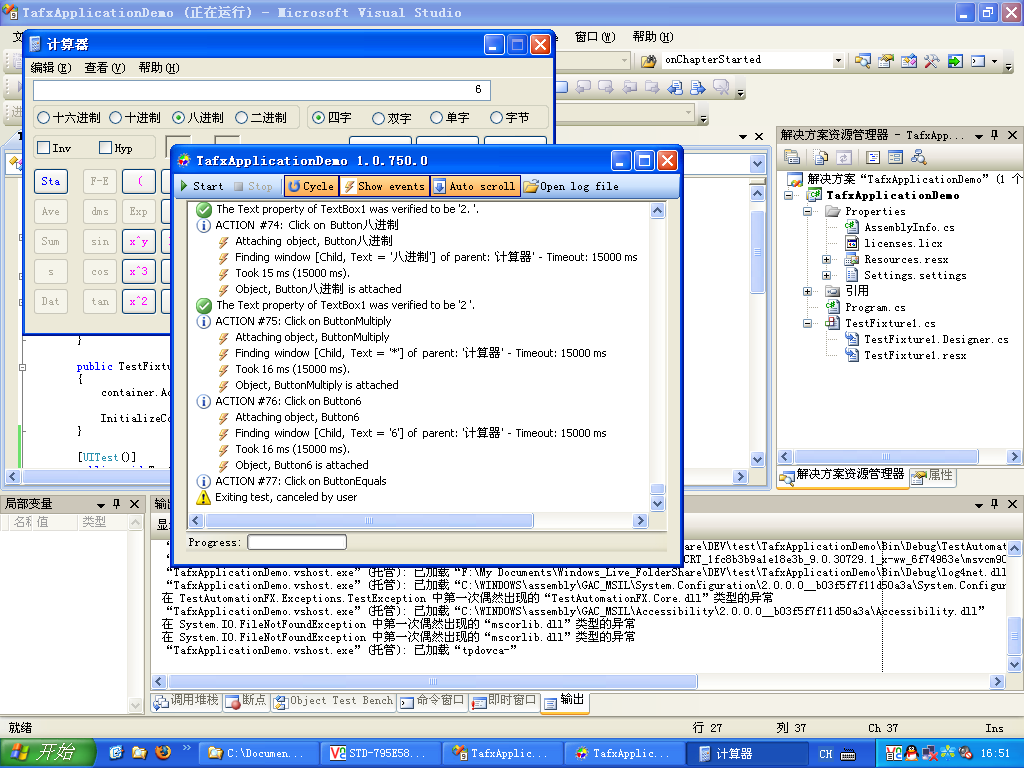 TafxApplicationDemo (正在运行) - Microsoft Visual Studio
窗口(W) 帮助(H)
onChapterStarted
计算器
编辑(E) 查看(V) 帮助(H)
6
十六进制 十进制 八进制 二进制 四字 双字 单字 字节
Inv Hyp
Sta F-E (
Ave dms Exp
Sum sin x^y
s cos x^3
Dat tan x^2
TafxApplicationDemo 1.0.750.0
Start Stop Cycle Show events Auto scroll Open log file
The Text property of TextBox1 was verified to be '2. '.
ACTION #74: Click on Button八进制
Attaching object, Button八进制
Finding window [Child, Text = '八进制'] of parent: '计算器' - Timeout: 15000 ms
Took 15 ms (15000 ms).
Object, Button八进制 is attached
The Text property of TextBox1 was verified to be '2 '.
ACTION #75: Click on ButtonMultiply
Attaching object, ButtonMultiply
Finding window [Child, Text = '*'] of parent: '计算器' - Timeout: 15000 ms
Took 16 ms (15000 ms).
Object, ButtonMultiply is attached
ACTION #76: Click on Button6
Attaching object, Button6
Finding window [Child, Text = '6'] of parent: '计算器' - Timeout: 15000 ms
Took 16 ms (15000 ms).
Object, Button6 is attached
ACTION #77: Click on ButtonEquals
Exiting test, canceled by user
Progress:
}
public TestFixtu
{
container.Ad
InitializeCo
}
[UITest()]
解决方案资源管理器 - TafxApp...
解决方案 “TafxApplicationDemo” (1 个
TafxApplicationDemo
Properties
AssemblyInfo.cs
licenses.licx
Resources.resx
Settings.settings
引用
Program.cs
TestFixture1.cs
TestFixture1.Designer.cs
TestFixture1.resx
解决方案资源管理器 属性
局部变量
名称 值 类型
输出
are\DEV\test\TafxApplicationDemo\Bin\Debug\TestAutomat
CRT_1fc8b3b9a1e18e3b_9.0.30729.1_x-ww_6f74963e\msvcm90
“TafxApplicationDemo.vshost.exe” (托管): 已加载 “F:\My Documents\Windows_Live_FolderShare\DEV\test\TafxApplicationDemo\Bin\Debug\log4net.dll
“TafxApplicationDemo.vshost.exe” (托管): 已加载 “C:\WINDOWS\assembly\GAC_MSIL\System.Configuration\2.0.0.0__b03f5f7f11d50a3a\System.Configur
在 TestAutomationFX.Exceptions.TestException 中第一次偶然出现的 “TestAutomationFX.Core.dll” 类型的异常
“TafxApplicationDemo.vshost.exe” (托管): 已加载 “C:\WINDOWS\assembly\GAC_MSIL\Accessibility\2.0.0.0__b03f5f7f11d50a3a\Accessibility.dll”
在 System.IO.FileNotFoundException 中第一次偶然出现的 “mscorlib.dll” 类型的异常
在 System.IO.FileNotFoundException 中第一次偶然出现的 “mscorlib.dll” 类型的异常
“TafxApplicationDemo.vshost.exe” (托管): 已加载 “tpdovca-”
调用堆栈 断点 Object Test Bench 命令窗口 即时窗口 输出
就绪 行 27 列 37 Ch 37 Ins
开始 C:\Documen... STD-795E58... TafxApplic... TafxApplic... 计算器 CH 16:51